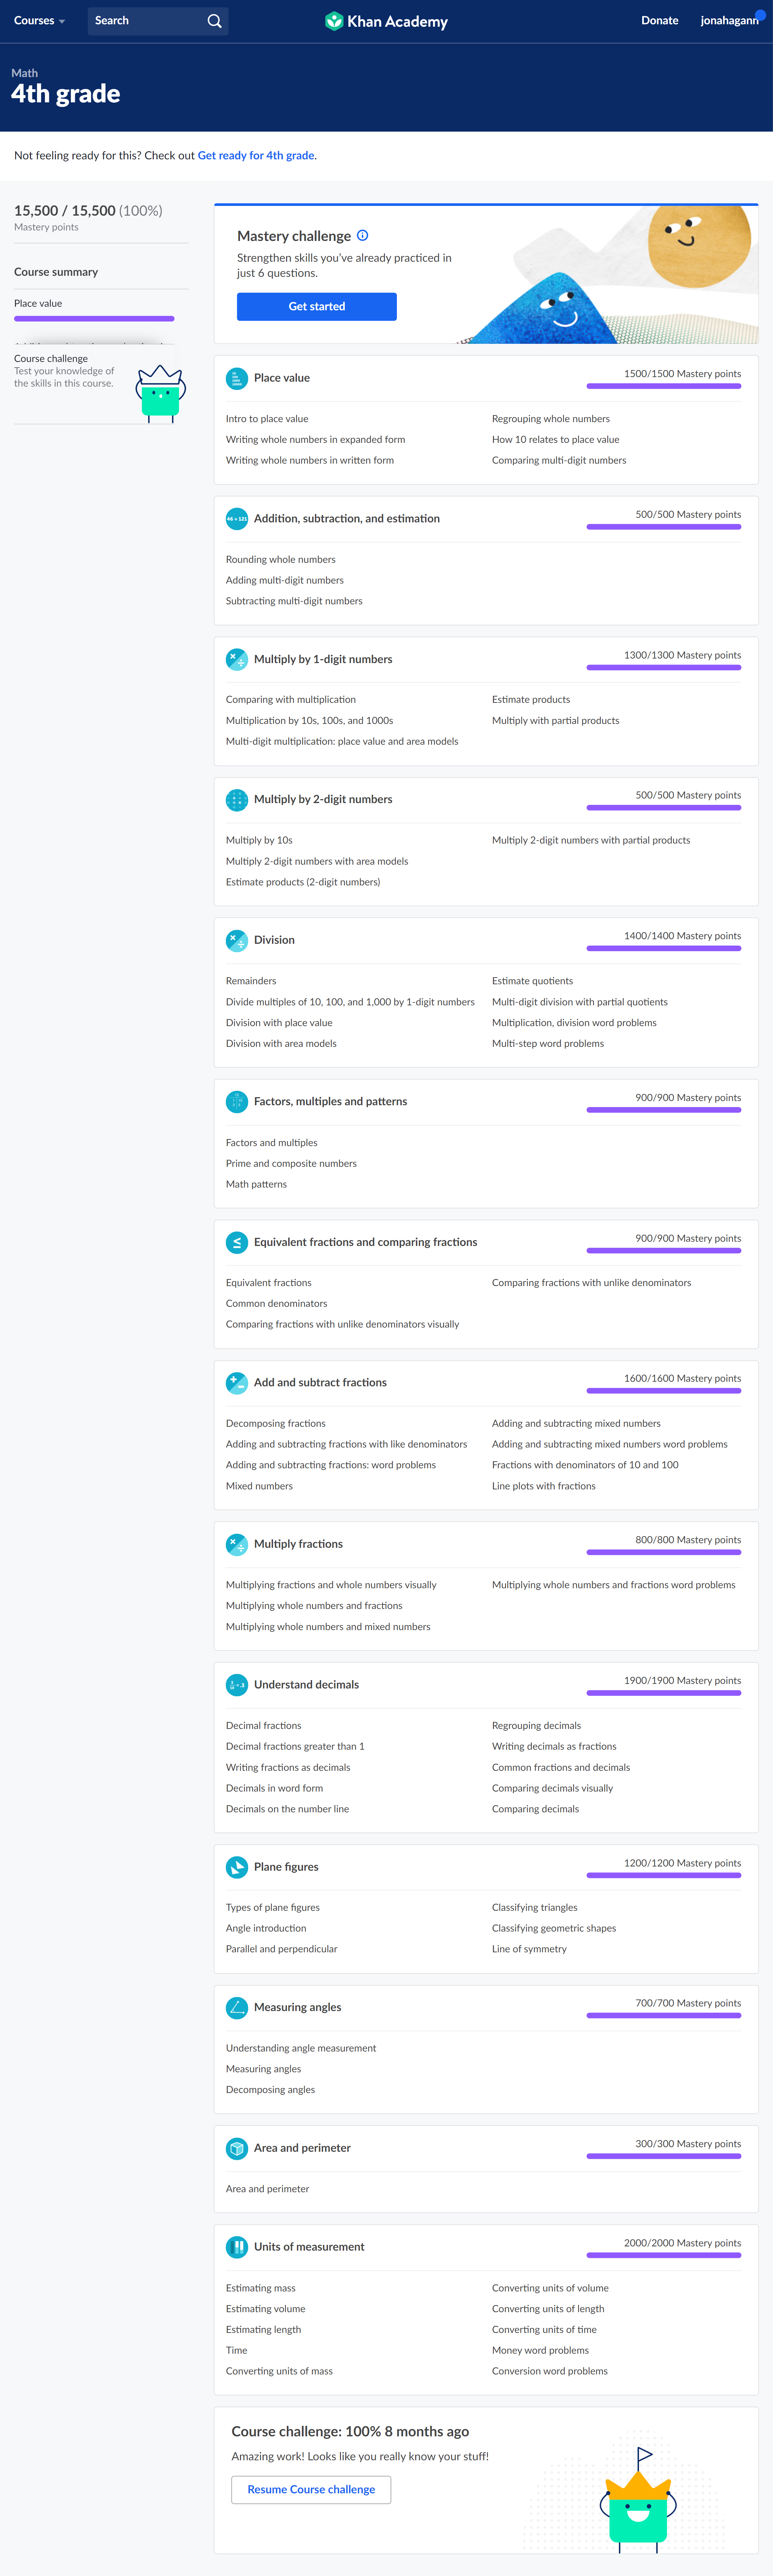 Courses
Search
Khan Academy
Donate
jonahagann
Math
4th grade
Not feeling ready for this? Check out Get ready for 4th grade.
15,500 / 15,500 (100%)
Mastery points
Course summary
Place value
Course challenge
Test your knowledge of
the skills in this course.
Mastery challenge
Strengthen skills you've already practiced in
just 6 questions.
Get started
Place value
1500/1500 Mastery points
Intro to place value
Writing whole numbers in expanded form
Writing whole numbers in written form
Regrouping whole numbers
How 10 relates to place value
Comparing multi-digit numbers
46 + 121
Addition, subtraction, and estimation
500/500 Mastery points
Rounding whole numbers
Adding multi-digit numbers
Subtracting multi-digit numbers
Multiply by 1-digit numbers
1300/1300 Mastery points
Comparing with multiplication
Multiplication by 10s, 100s, and 1000s
Multi-digit multiplication: place value and area models
Estimate products
Multiply with partial products
Multiply by 2-digit numbers
500/500 Mastery points
Multiply by 10s
Multiply 2-digit numbers with area models
Estimate products (2-digit numbers)
Multiply 2-digit numbers with partial products
Division
1400/1400 Mastery points
Remainders
Divide multiples of 10, 100, and 1,000 by 1-digit numbers
Division with place value
Division with area models
Estimate quotients
Multi-digit division with partial quotients
Multiplication, division word problems
Multi-step word problems
Factors, multiples and patterns
900/900 Mastery points
Factors and multiples
Prime and composite numbers
Math patterns
Equivalent fractions and comparing fractions
900/900 Mastery points
Equivalent fractions
Common denominators
Comparing fractions with unlike denominators visually
Comparing fractions with unlike denominators
Add and subtract fractions
1600/1600 Mastery points
Decomposing fractions
Adding and subtracting fractions with like denominators
Adding and subtracting fractions: word problems
Mixed numbers
Adding and subtracting mixed numbers
Adding and subtracting mixed numbers word problems
Fractions with denominators of 10 and 100
Line plots with fractions
Multiply fractions
800/800 Mastery points
Multiplying fractions and whole numbers visually
Multiplying whole numbers and fractions
Multiplying whole numbers and mixed numbers
Multiplying whole numbers and fractions word problems
Understand decimals
1900/1900 Mastery points
Decimal fractions
Decimal fractions greater than 1
Writing fractions as decimals
Decimals in word form
Decimals on the number line
Regrouping decimals
Writing decimals as fractions
Common fractions and decimals
Comparing decimals visually
Comparing decimals
Plane figures
1200/1200 Mastery points
Types of plane figures
Angle introduction
Parallel and perpendicular
Classifying triangles
Classifying geometric shapes
Line of symmetry
Measuring angles
700/700 Mastery points
Understanding angle measurement
Measuring angles
Decomposing angles
Area and perimeter
300/300 Mastery points
Area and perimeter
Units of measurement
2000/2000 Mastery points
Estimating mass
Estimating volume
Estimating length
Time
Converting units of mass
Converting units of volume
Converting units of length
Converting units of time
Money word problems
Conversion word problems
Course challenge: 100% 8 months ago
Amazing work! Looks like you really know your stuff!
Resume Course challenge